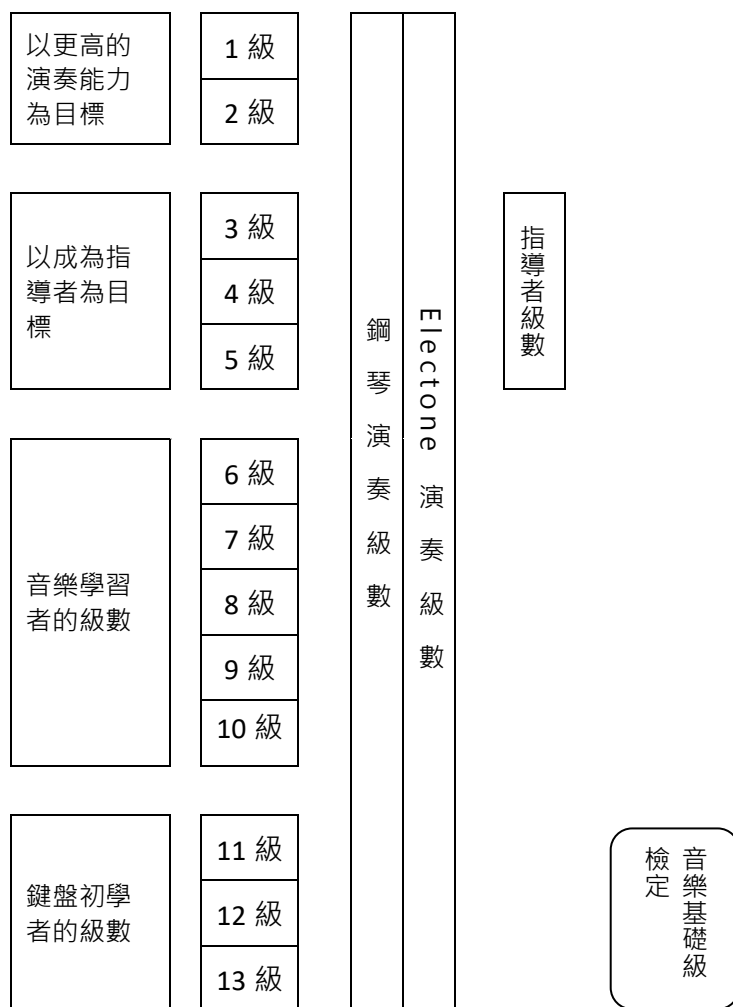 以更高的
演奏能力
為目標
1 級
2 級
以成為指
導者為目
標
3 級
4 級
5 級
音樂學習
者的級數
6 級
7 級
8 級
9 級
10 級
鍵盤初學
者的級數
11 級
12 級
13 級
鋼琴演奏級數
Electone 演奏級數
指導者級數
音樂基礎級
檢定